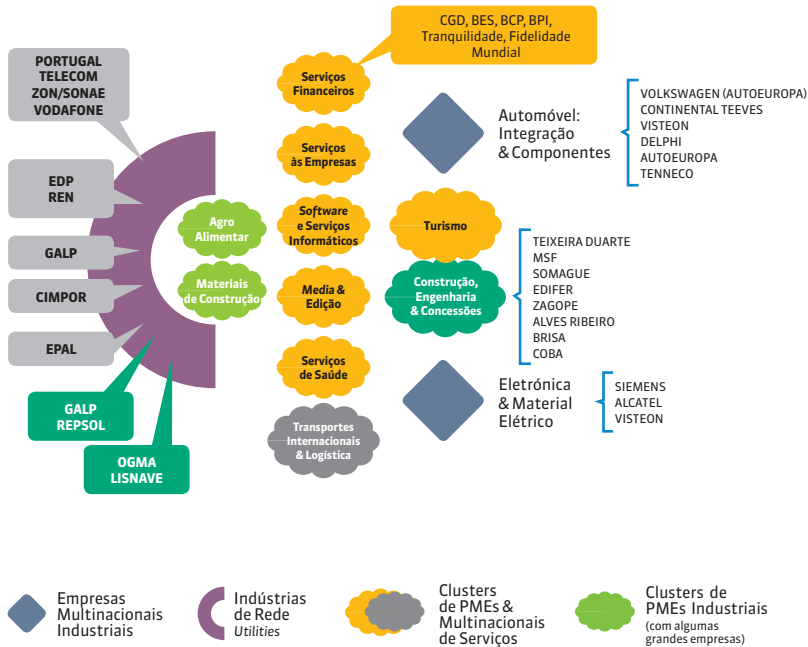 CGD, BES, BCP, BPI,
Tranquilidade, Fidelidade
Mundial
PORTUGAL
TELECOM
ZON/SONAE
VODAFONE
EDP
REN
GALP
CIMPOR
EPAL
GALP
REPSOL
OGMA
LISNAVE
Agro
Alimentar
Materiais
de Construção
Serviços
Financeiros
Serviços
às Empresas
Software
e Serviços
Informáticos
Media &
Edição
Serviços
de Saúde
Transportes
Internacionais
& Logística
Turismo
Construção,
Engenharia
& Concessões
Automóvel:
Integração
& Componentes
VOLKSWAGEN (AUTOEUROPA)
CONTINENTAL TEEVES
VISTEON
DELPHI
AUTOEUROPA
TENNECO
TEIXEIRA DUARTE
MSF
SOMAGUE
EDIFER
ZAGOPE
ALVES RIBEIRO
BRISA
COBA
Eletrónica
& Material
Elétrico
SIEMENS
ALCATEL
VISTEON
Empresas
Multinacionais
Industriais
Indústrias
de Rede
Utilities
Clusters
de PMEs &
Multinacionais
de Serviços
Clusters de
PMEs Industriais
(com algumas
grandes empresas)